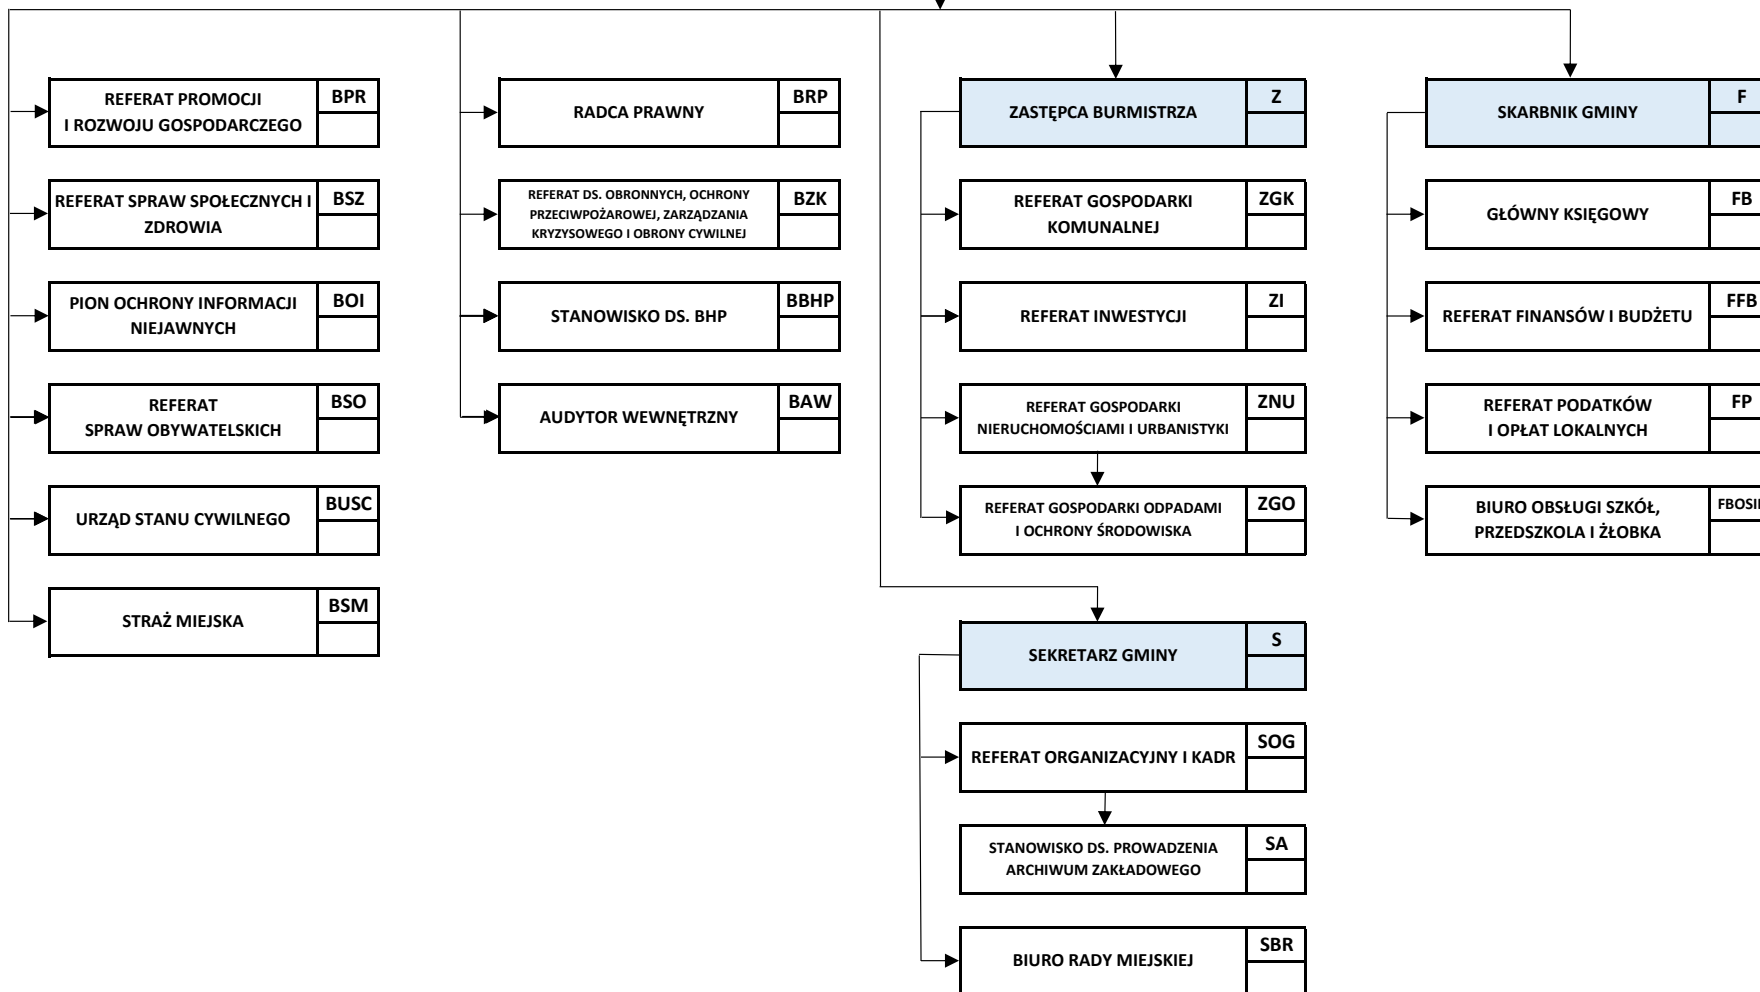 REFERAT PROMOCJI
I ROZWOJU GOSPODARCZEGO
BPR
REFERAT SPRAW SPOŁECZNYCH I
ZDROWIA
BSZ
PION OCHRONY INFORMACJI
NIEJAWNYCH
BOI
REFERAT
SPRAW OBYWATELSKICH
BSO
URZĄD STANU CYWILNEGO
BUSC
STRAŻ MIEJSKA
BSM
RADCA PRAWNY
BRP
REFERAT DS. OBRONNYCH, OCHRONY
PRZECIWPOŻAROWEJ, ZARZĄDZANIA
KRYZYSOWEGO I OBRONY CYWILNEJ
BZK
STANOWISKO DS. BHP
BBHP
AUDYTOR WEWNĘTRZNY
BAW
ZASTĘPCA BURMISTRZA
Z
REFERAT GOSPODARKI
KOMUNALNEJ
ZGK
REFERAT INWESTYCJI
ZI
REFERAT GOSPODARKI
NIERUCHOMOŚCIAMI I URBANISTYKI
ZNU
REFERAT GOSPODARKI ODPADAMI
I OCHRONY ŚRODOWISKA
ZGO
SEKRETARZ GMINY
S
REFERAT ORGANIZACYJNY I KADR
SOG
STANOWISKO DS. PROWADZENIA
ARCHIWUM ZAKŁADOWEGO
SA
BIURO RADY MIEJSKIEJ
SBR
SKARBNIK GMINY
F
GŁÓWNY KSIĘGOWY
FB
REFERAT FINANSÓW I BUDŻETU
FFB
REFERAT PODATKÓW
I OPŁAT LOKALNYCH
FP
BIURO OBSŁUGI SZKÓŁ,
PRZEDSZKOLA I ŻŁOBKA